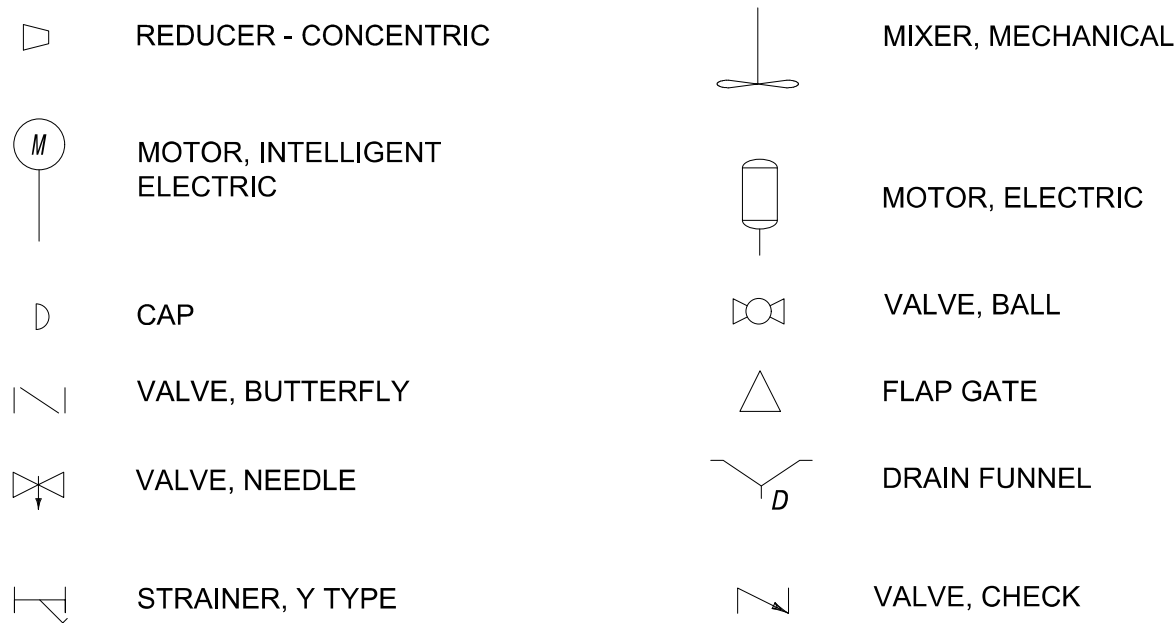 REDUCER - CONCENTRIC
MIXER, MECHANICAL
M
MOTOR, INTELLIGENT
ELECTRIC
MOTOR, ELECTRIC
CAP
VALVE, BALL
VALVE, BUTTERFLY
FLAP GATE
VALVE, NEEDLE
DRAIN FUNNEL
D
STRAINER, Y TYPE
VALVE, CHECK